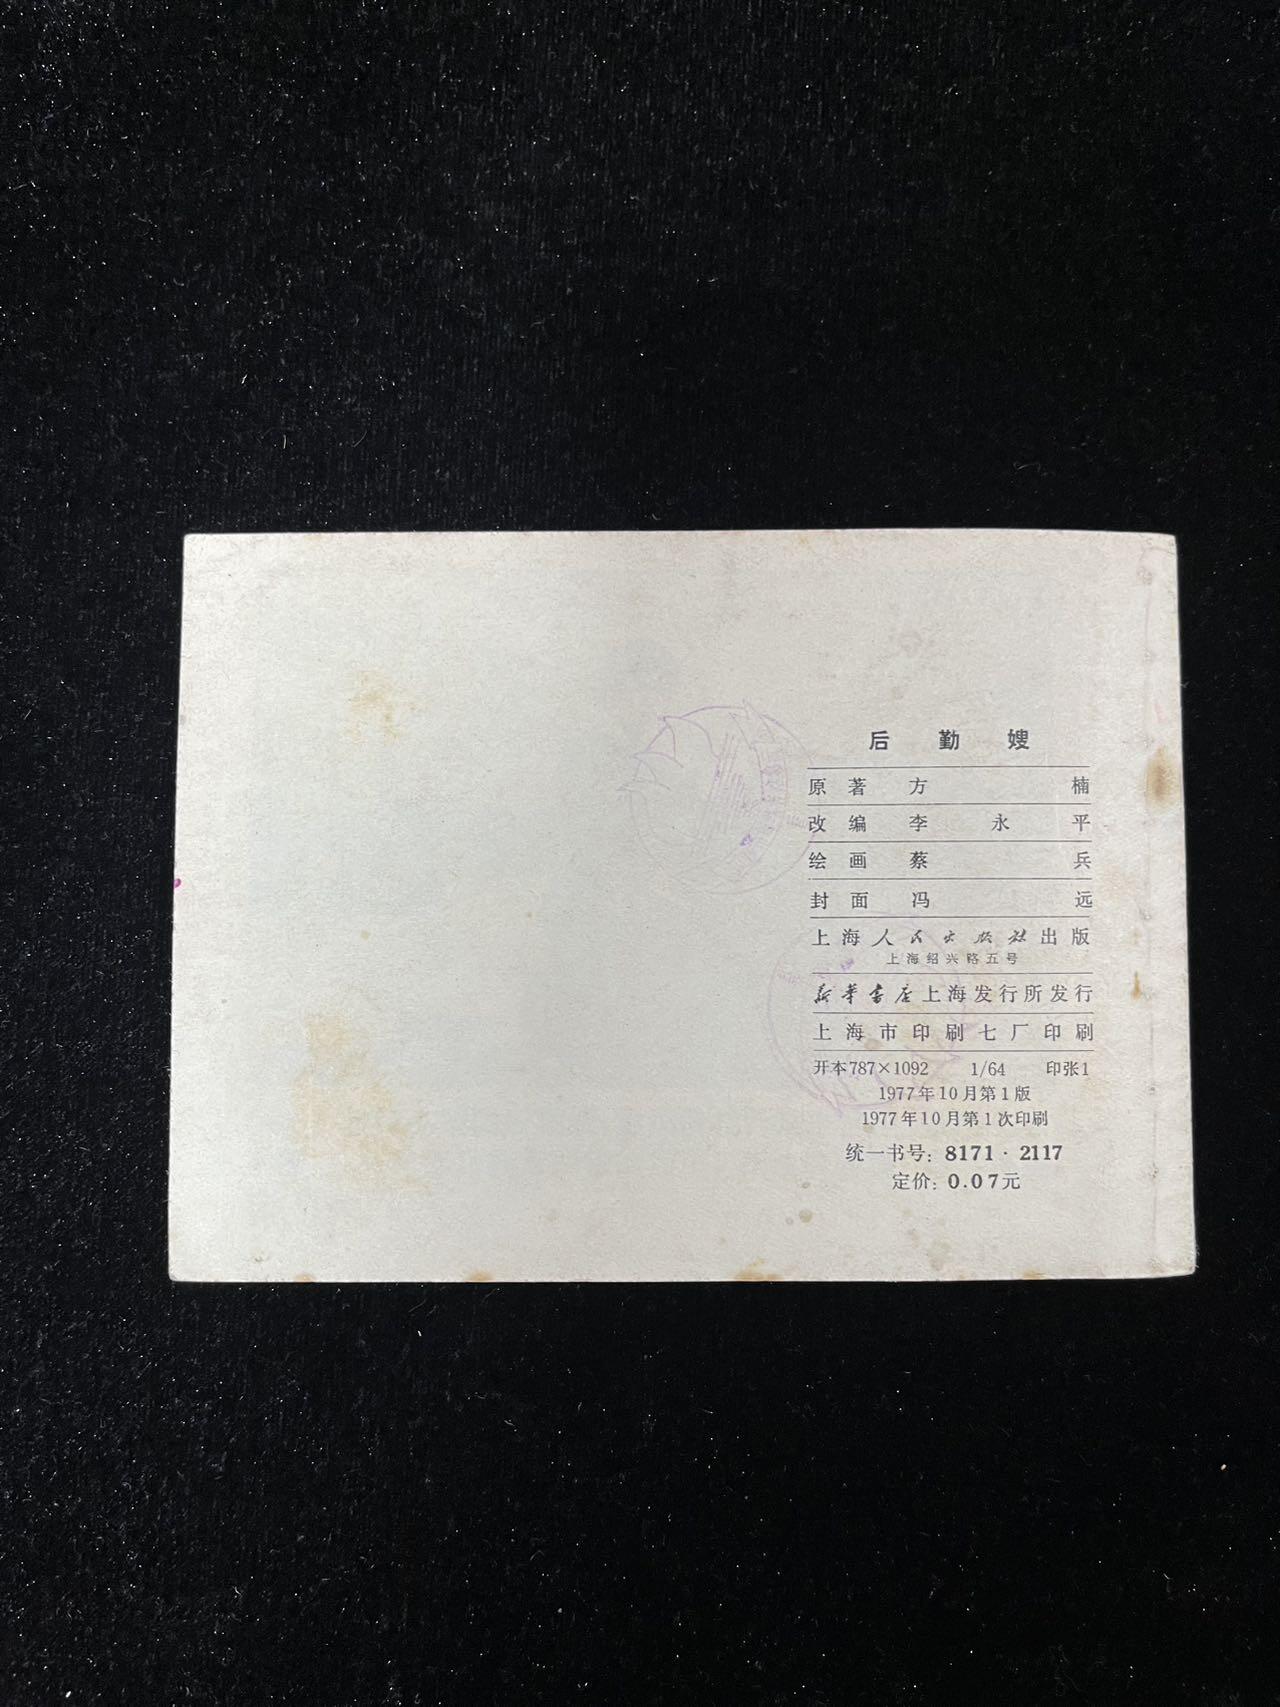 后勤嫂
原著 方楠
改编 李永平
绘画 蔡兵
封面 冯远
上海人民出版社出版
上海绍兴路五号
新华书店上海发行所发行
上海市印刷七厂印刷
开本787×1092 1/64 印张1
1977年10月第1版
1977年10月第1次印刷
统一书号：8171·2117
定价：0.07元